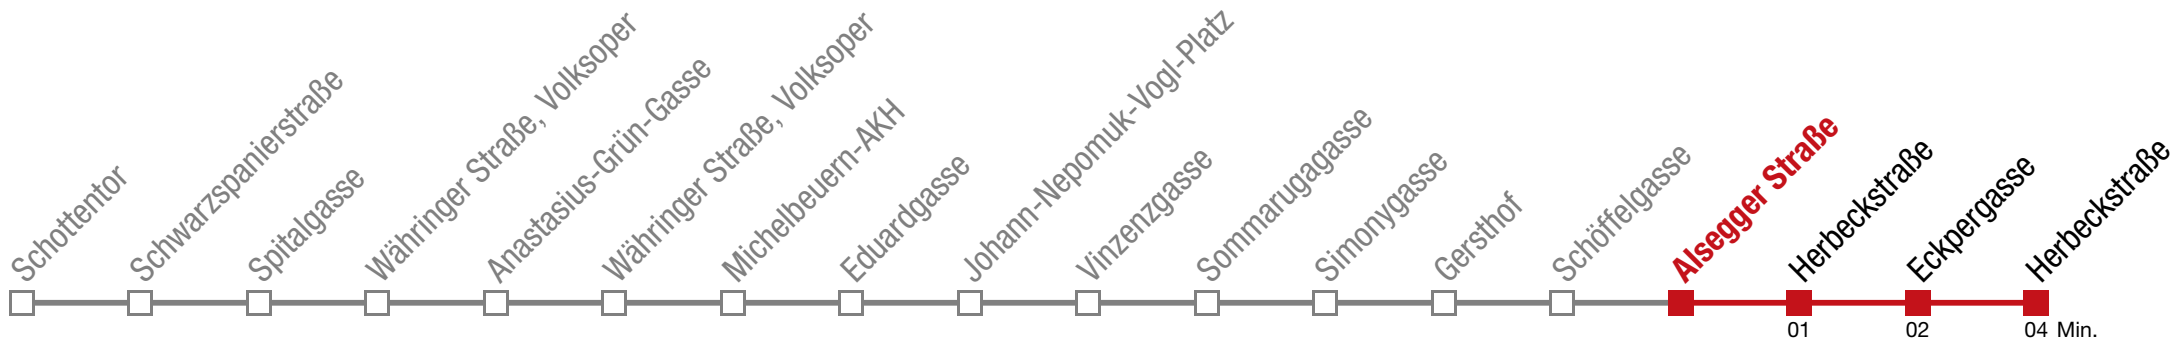 Schottentor
Schwarzspanierstraße
Spitalgasse
Währinger Straße, Volksoper
Anastasius-Grün-Gasse
Währinger Straße, Volksoper
Michelbeuern-AKH
Eduardgasse
Johann-Nepomuk-Vogl-Platz
Vinzenzgasse
Sommarugagasse
Simonygasse
Gersthof
Schöffelgasse
Alsegger Straße
Herbeckstraße
Eckpergasse
Herbeckstraße
01 02 04 Min.